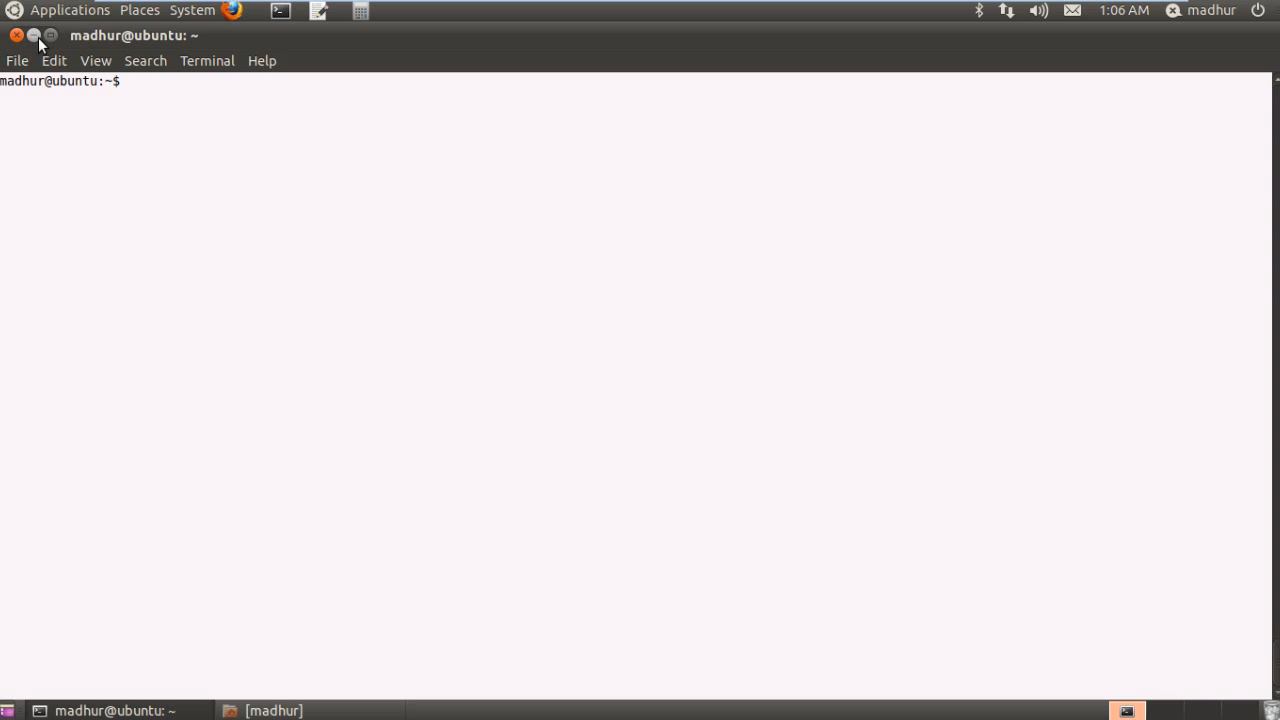 Applications Places System 1:06 AM madhur
madhur@ubuntu: ~
File Edit View Search Terminal Help
madhur@ubuntu:~$
madhur@ubuntu: ~ [madhur]